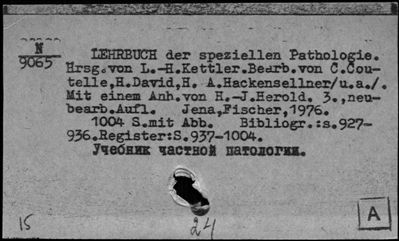 N
9065
LEHRBUCH der speziellen Pathologie.
Hrsg.von L.-H.Kettler.Bearb.von C.Cou-
telle,H.David,H. A.Hackensellner/u.a./.
Mit einem Anh.von H.-J.Herold. 3.,neu-
bearb.Aufl. Jena,Fischer,1976.
1004 S.mit Abb. Bibliogr.:s.927-
936.Register:S.937-1004.
Учебник частной патологии.
15
24
A